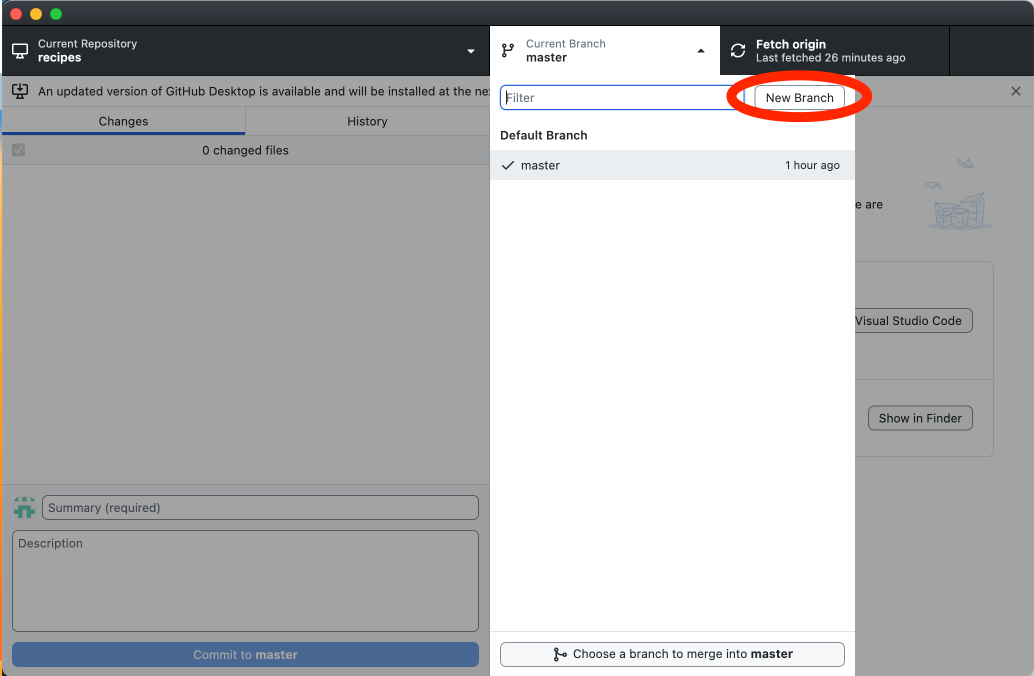 Current Repository
recipes
Current Branch
master
Fetch origin
Last fetched 26 minutes ago
An updated version of GitHub Desktop is available and will be installed at the
Filter
New Branch
Changes
History
Default Branch
0 changed files
master
1 hour ago
e are
Visual Studio Code
Show in Finder
Summary (required)
Description
Commit to master
Choose a branch to merge into master